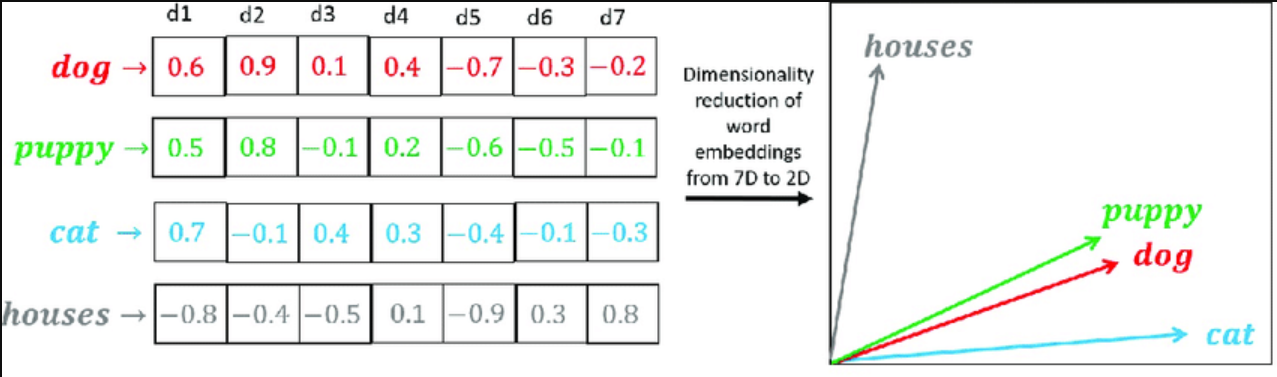 d1 d2 d3 d4 d5 d6 d7
dog → 0.6 0.9 0.1 0.4 −0.7 −0.3 −0.2
puppy → 0.5 0.8 −0.1 0.2 −0.6 −0.5 −0.1
cat → 0.7 −0.1 0.4 0.3 −0.4 −0.1 −0.3
houses → −0.8 −0.4 −0.5 0.1 −0.9 0.3 0.8
Dimensionality
reduction of
word
embeddings
from 7D to 2D
houses
puppy
dog
cat